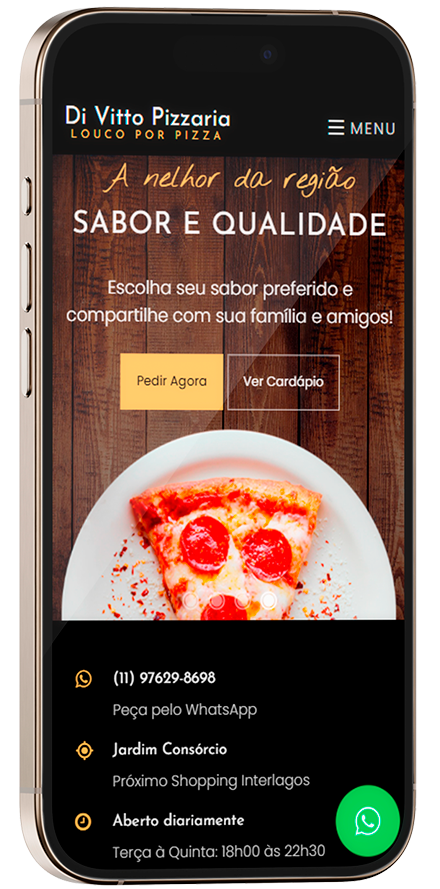 Di Vitto Pizzaria
LOUCO POR PIZZA
MENU
A melhor da região
SABOR E QUALIDADE
Escolha seu sabor preferido e
compartilhe com sua família e amigos!
Pedir Agora
Ver Cardápio
(11) 97629-8698
Peça pelo WhatsApp
Jardim Consórcio
Próximo Shopping Interlagos
Aberto diariamente
Terça à Quinta: 18h00 às 22h30